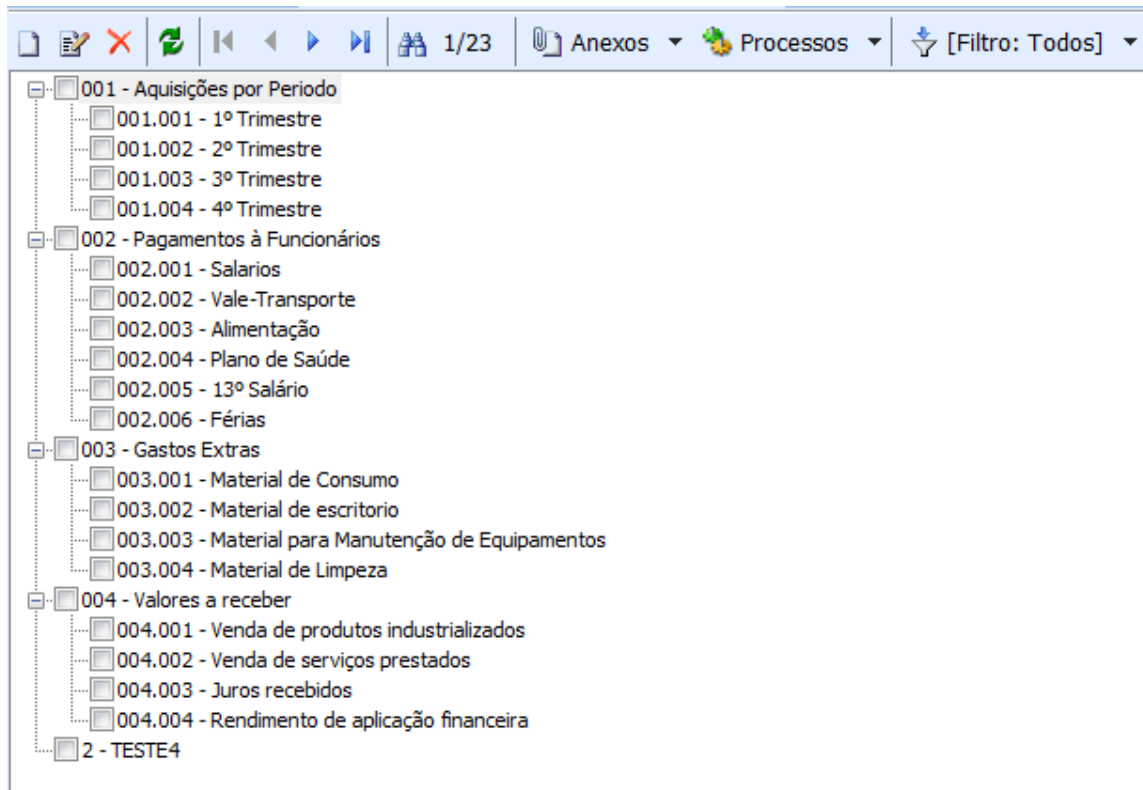 1/23 Anexos Processos [Filtro: Todos]
001 - Aquisições por Periodo
001.001 - 1º Trimestre
001.002 - 2º Trimestre
001.003 - 3º Trimestre
001.004 - 4º Trimestre
002 - Pagamentos à Funcionários
002.001 - Salarios
002.002 - Vale-Transporte
002.003 - Alimentação
002.004 - Plano de Saúde
002.005 - 13º Salário
002.006 - Férias
003 - Gastos Extras
003.001 - Material de Consumo
003.002 - Material de escritorio
003.003 - Material para Manutenção de Equipamentos
003.004 - Material de Limpeza
004 - Valores a receber
004.001 - Venda de produtos industrializados
004.002 - Venda de serviços prestados
004.003 - Juros recebidos
004.004 - Rendimento de aplicação financeira
2 - TESTE4